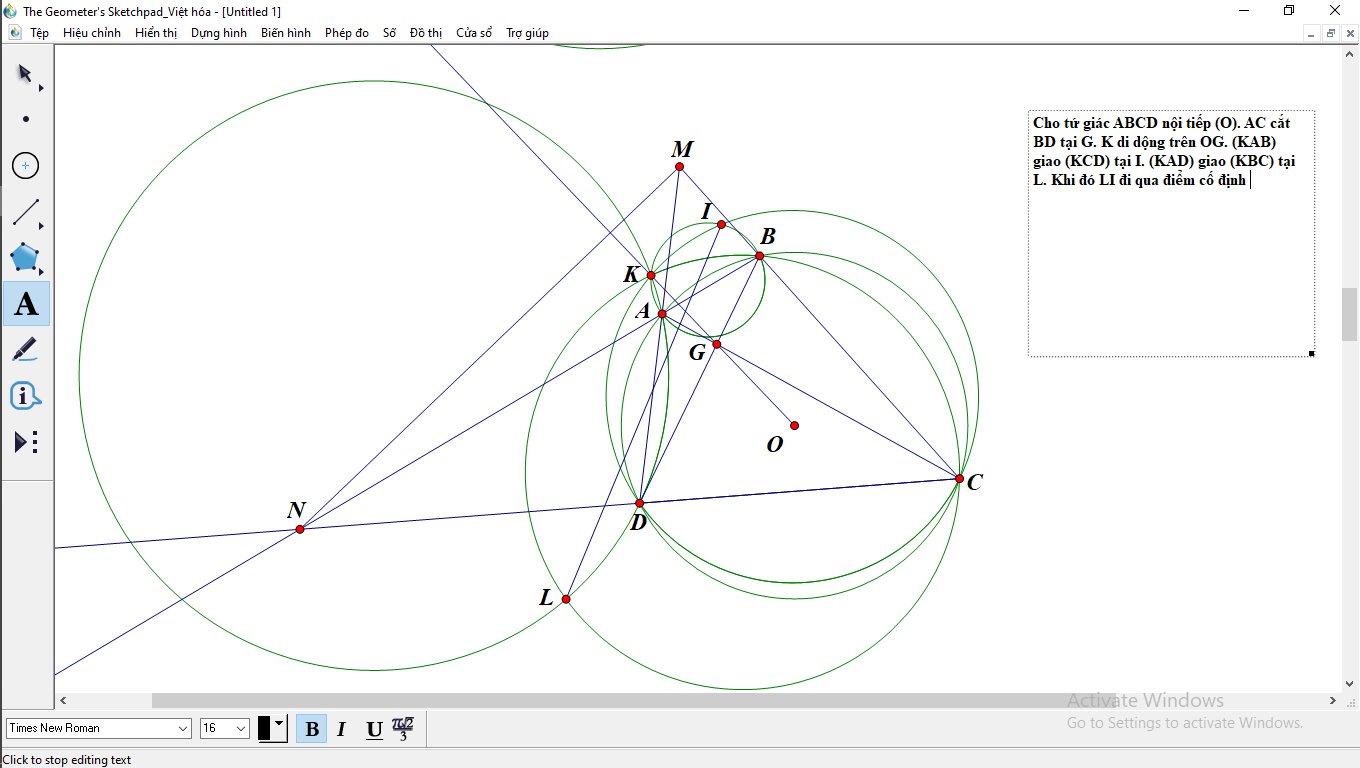 The Geometer's Sketchpad_Việt hóa - [Untitled 1]
Tệp Hiệu chỉnh Hiển thị Dựng hình Biến hình Phép đo Số Đồ thị Cửa sổ Trợ giúp
Cho tứ giác ABCD nội tiếp (O). AC cắt
BD tại G. K di dộng trên OG. (KAB)
giao (KCD) tại I. (KAD) giao (KBC) tại
L. Khi đó LI đi qua điểm cố định
M
I
B
K
A
G
O
C
N
D
L
A
Activate Windows
Go to Settings to activate Windows.
Times New Roman 16 B I U
Click to stop editing text